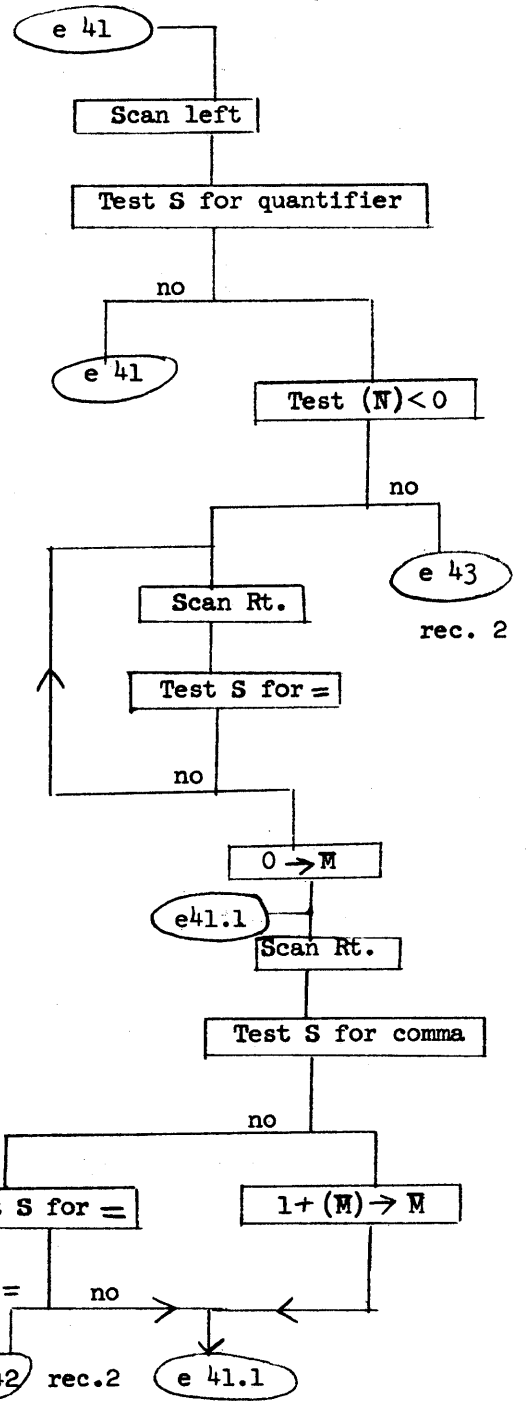 e 41
Scan left
Test S for quantifier
no
e 41
Test (N)<0
no
e 43
Scan Rt.
rec. 2
Test S for =
no
0 → M
e41.1
Scan Rt.
Test S for comma
no
S for =
1+(M)→ M
= no
42 rec.2 e 41.1